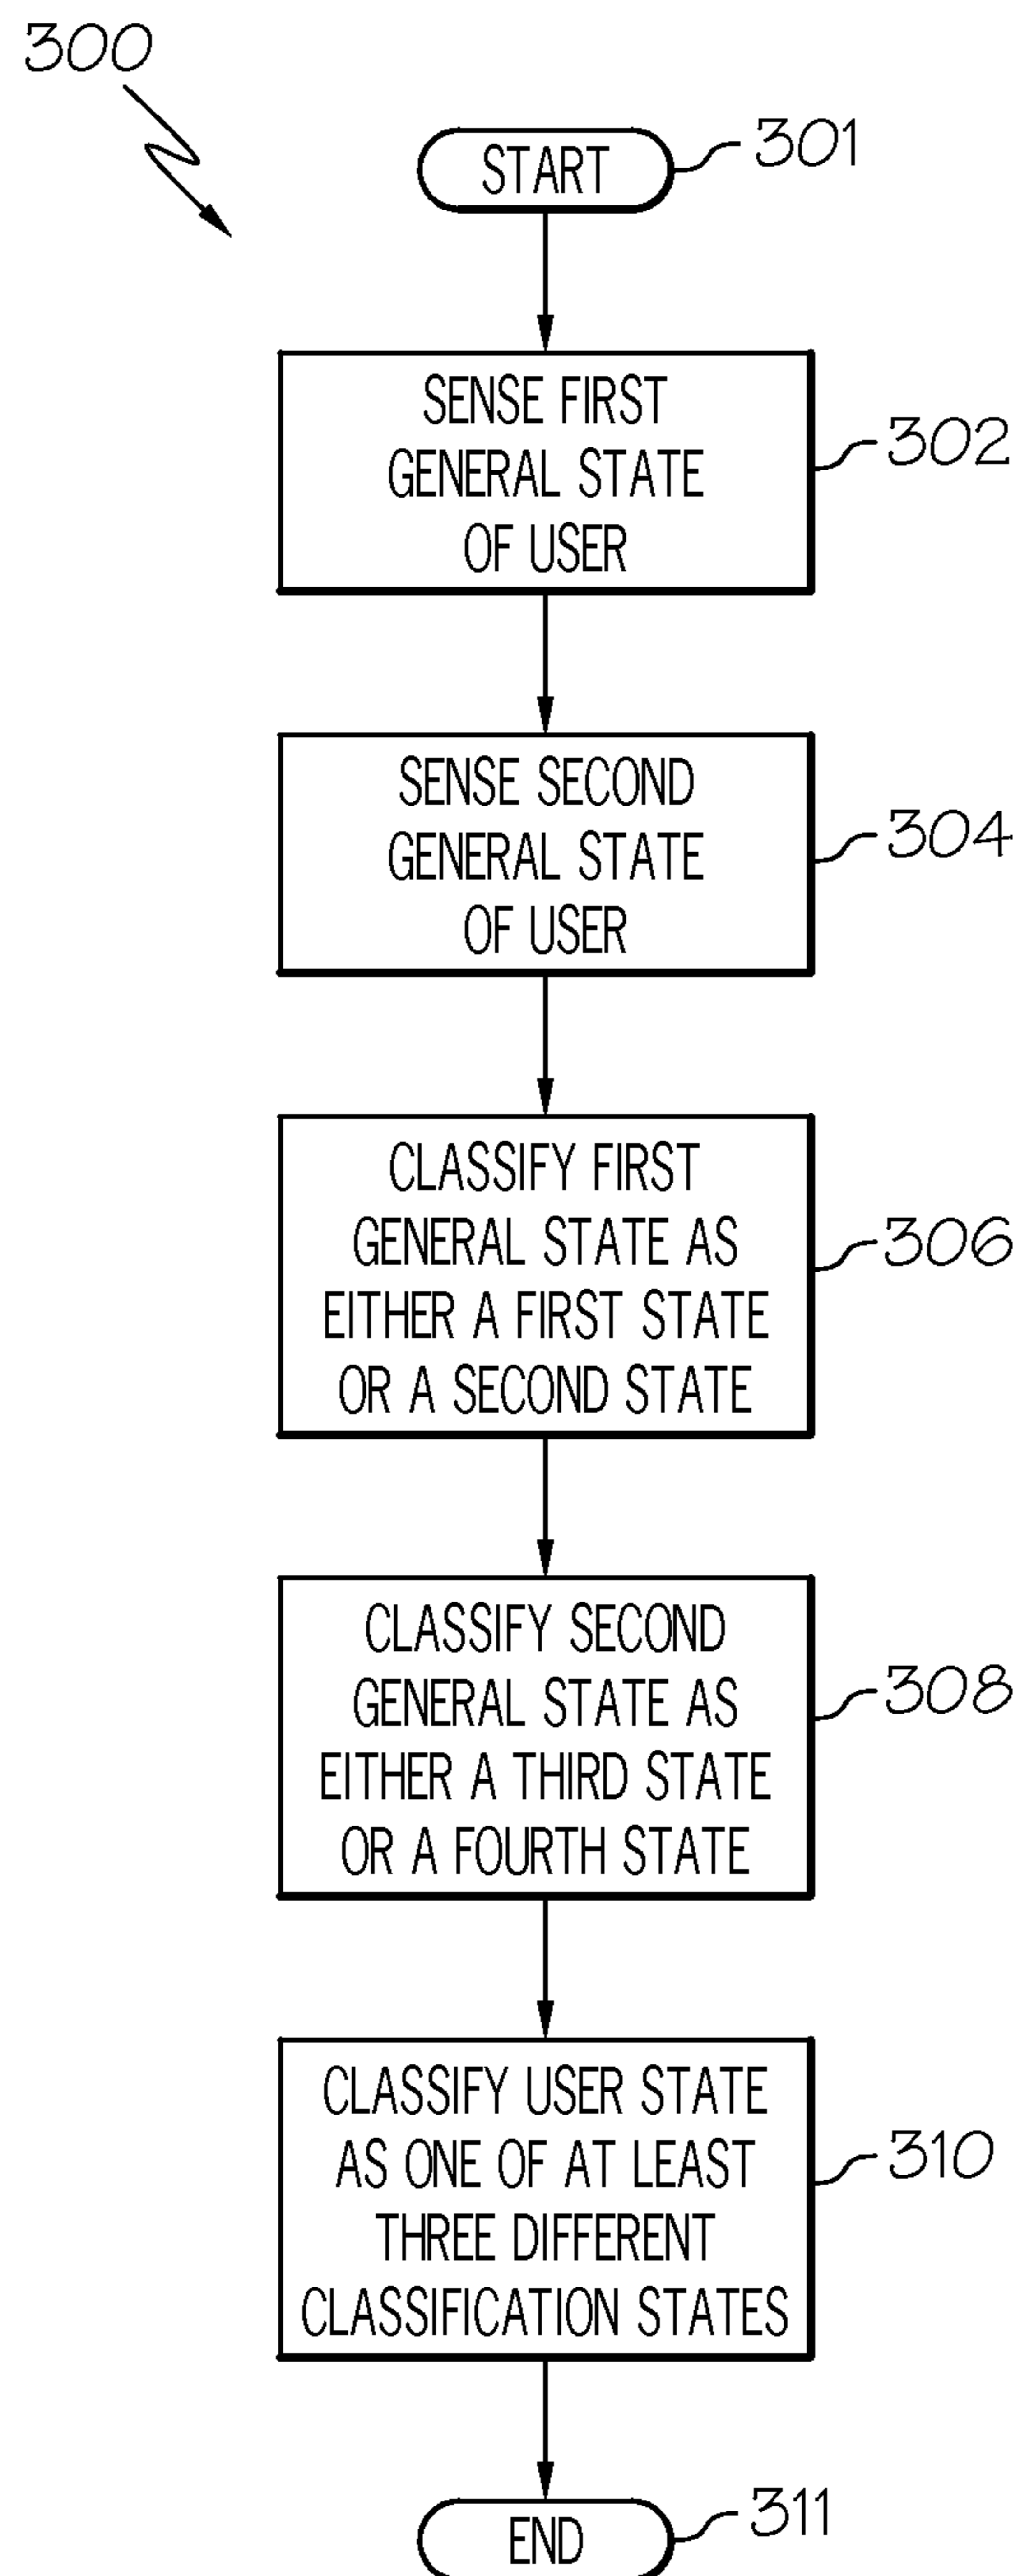 300
START
301
SENSE FIRST
GENERAL STATE
OF USER
302
SENSE SECOND
GENERAL STATE
OF USER
304
CLASSIFY FIRST
GENERAL STATE AS
EITHER A FIRST STATE
OR A SECOND STATE
306
CLASSIFY SECOND
GENERAL STATE AS
EITHER A THIRD STATE
OR A FOURTH STATE
308
CLASSIFY USER STATE
AS ONE OF AT LEAST
THREE DIFFERENT
CLASSIFICATION STATES
310
END
311